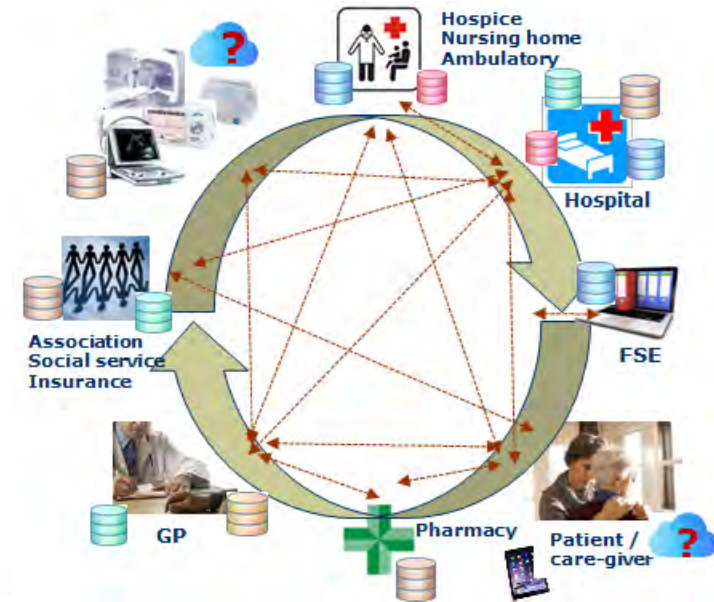 ?
Hospice
Nursing home
Ambulatory
Hospital
Association
Social service
Insurance
FSE
GP
Pharmacy
Patient /
care-giver
?